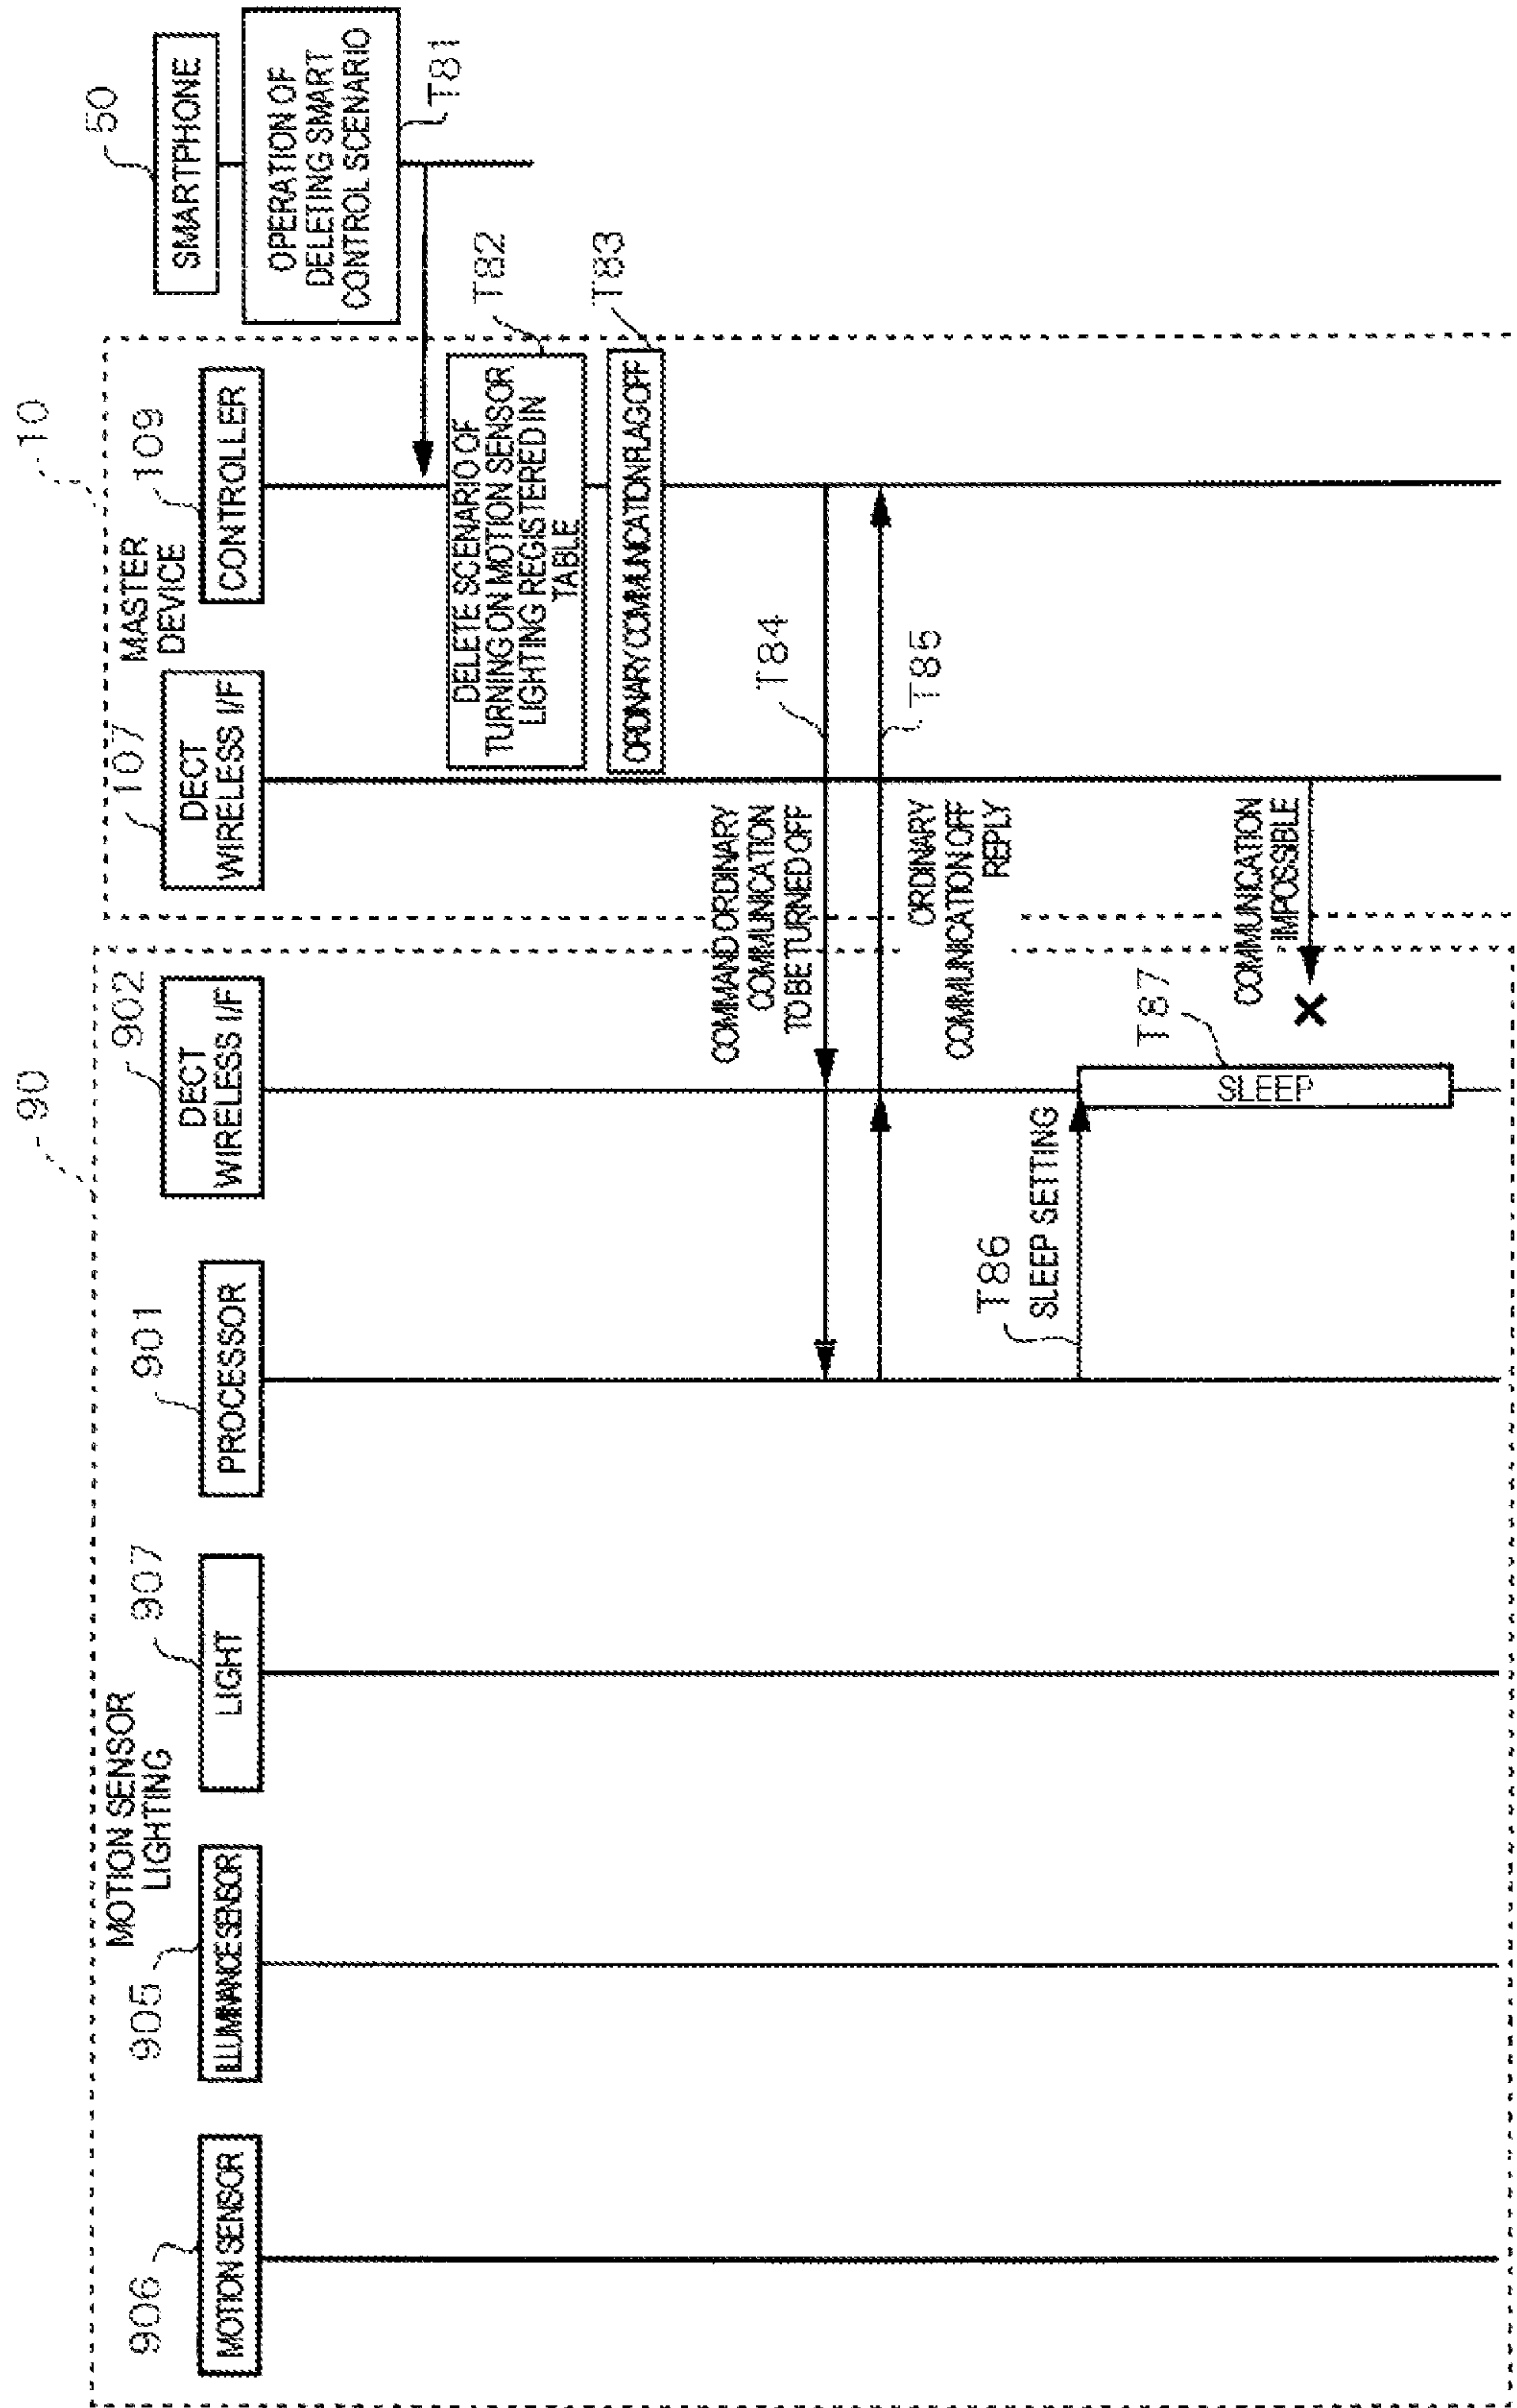 90
10
50
MOTION SENSOR
LIGHTING
MASTER
DEVICE
906
905
907
901
902
107
109
MOTION SENSOR
ILLUMINANCE SENSOR
LIGHT
PROCESSOR
DECT
WIRELESS I/F
DECT
WIRELESS I/F
CONTROLLER
SMARTPHONE
OPERATION OF
DELETING SMART
CONTROL SCENARIO
T81
DELETE SCENARIO OF
TURNING ON MOTION SENSOR
LIGHTING REGISTERED IN
TABLE
T82
ORDINARY COMMUNICATION FLAG OFF
T83
COMMAND ORDINARY
COMMUNICATION
TO BE TURNED OFF
T84
T85
ORDINARY
COMMUNICATION OFF
REPLY
T86
SLEEP SETTING
SLEEP
T87
COMMUNICATION
IMPOSSIBLE